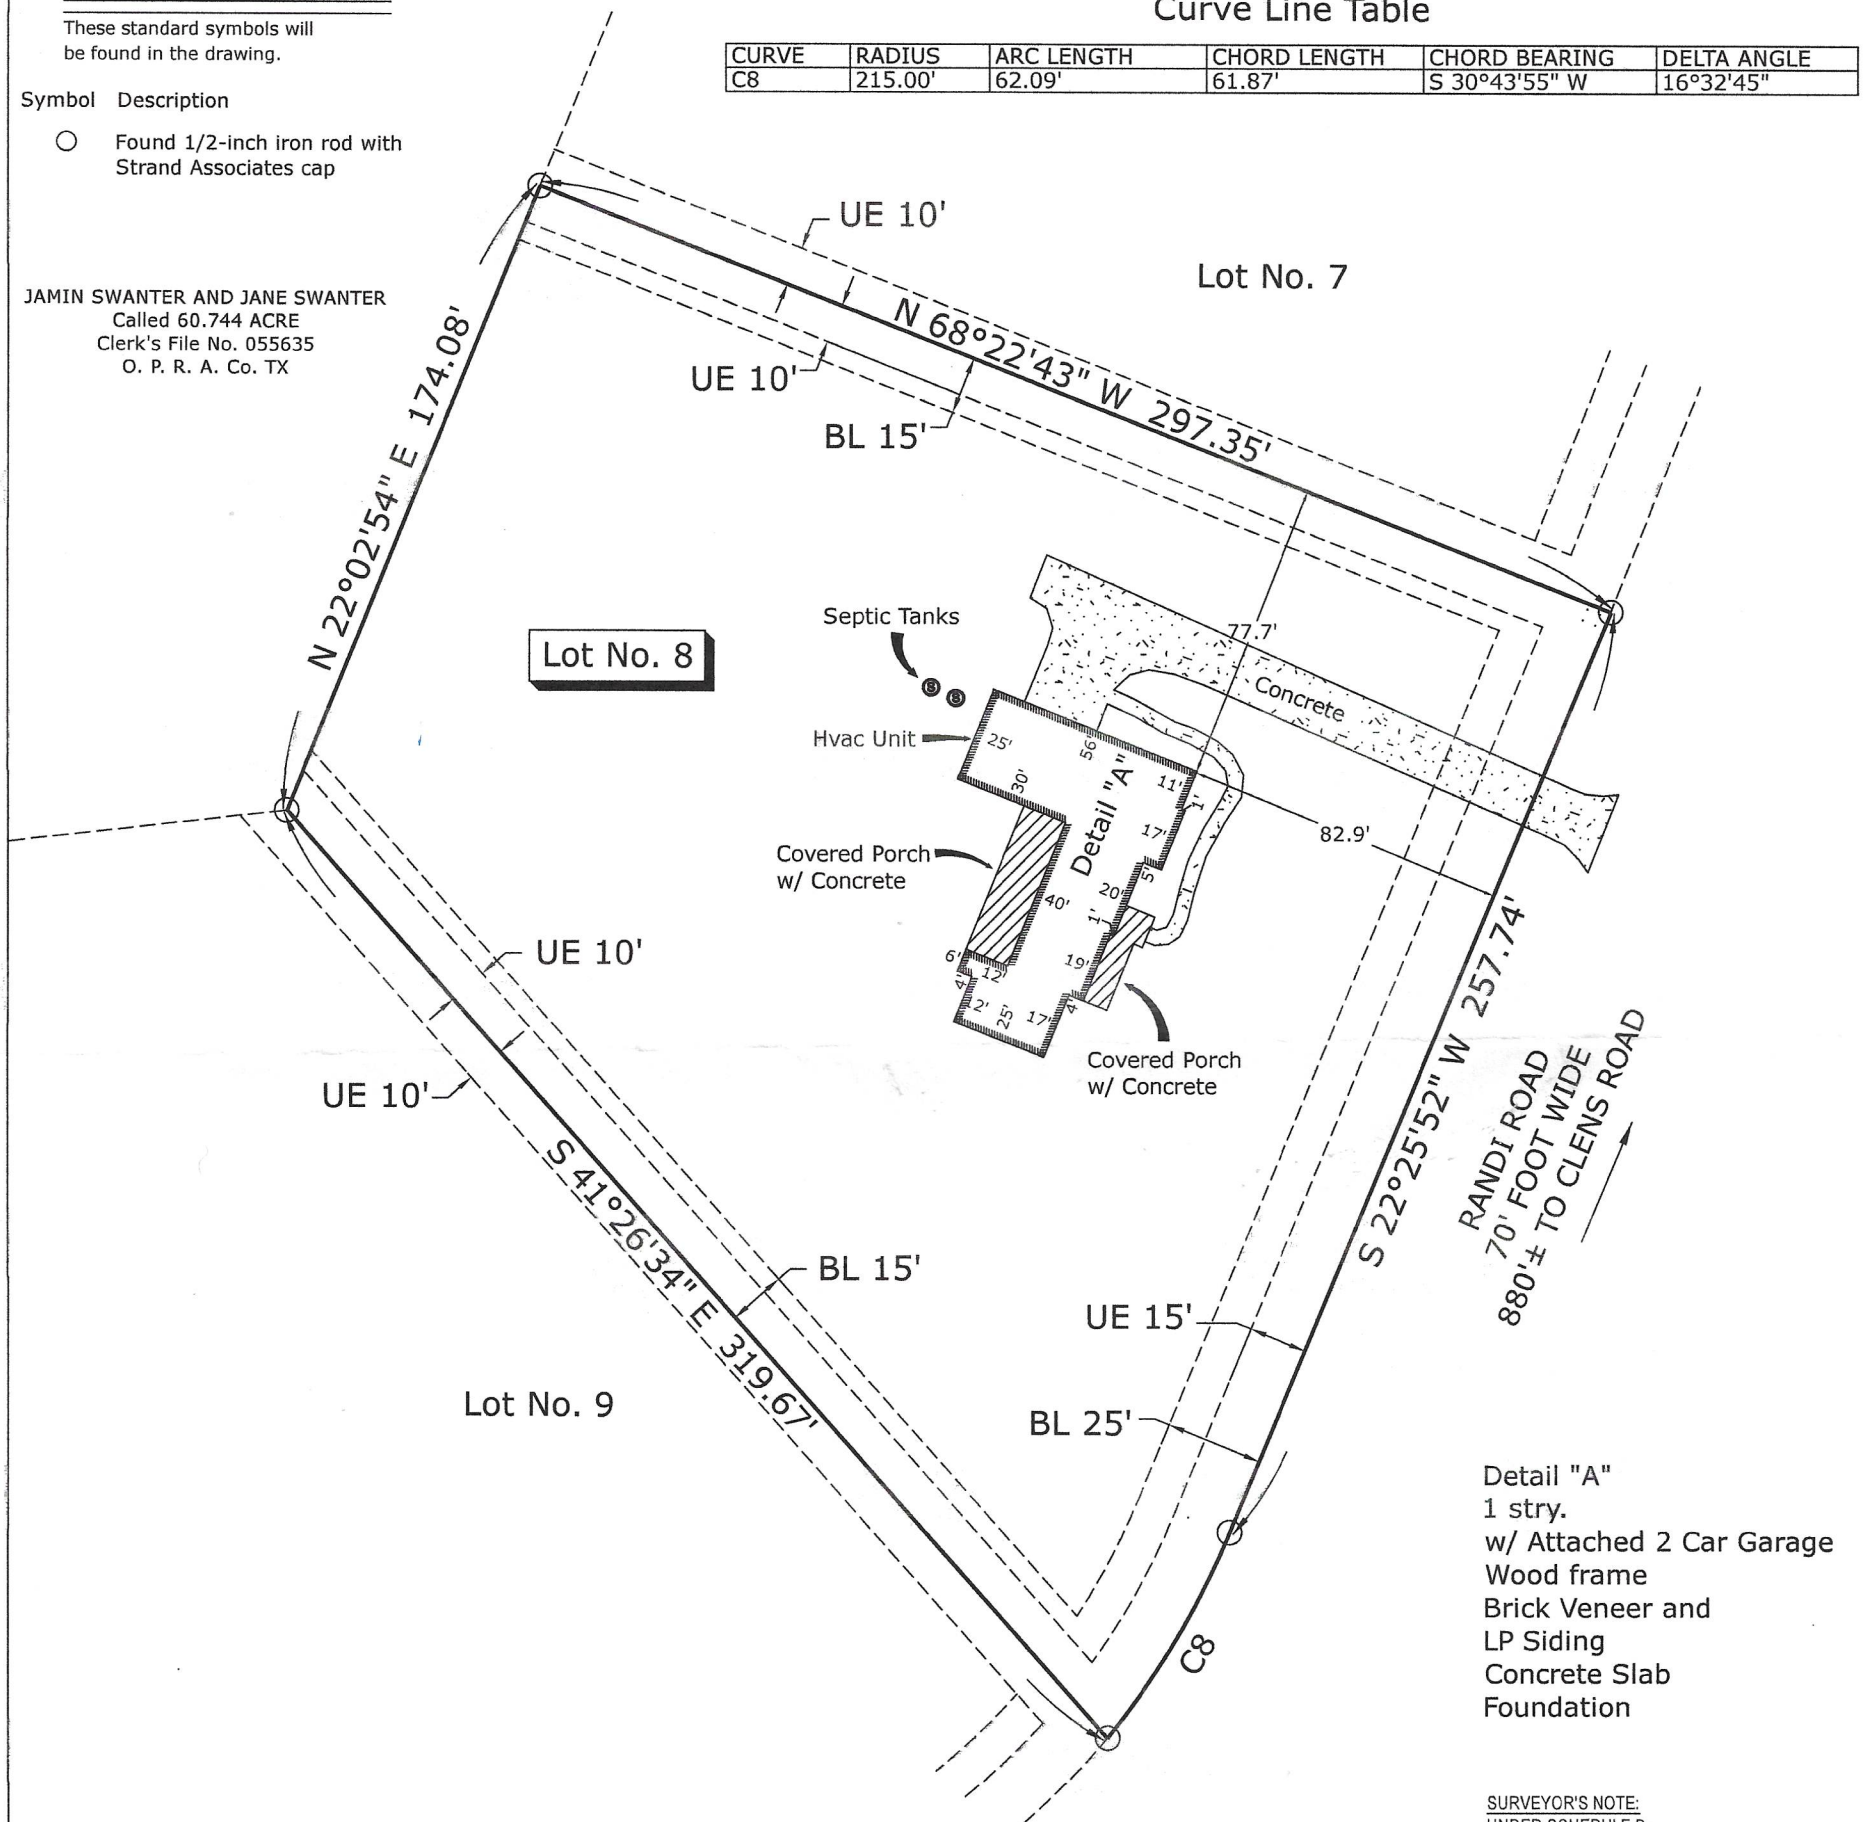 These standard symbols will
be found in the drawing.
Symbol Description
Found 1/2-inch iron rod with
Strand Associates cap
Curve Line Table
CURVE RADIUS ARC LENGTH CHORD LENGTH CHORD BEARING DELTA ANGLE
C8 215.00' 62.09' 61.87' S 30°43'55" W 16°32'45"
JAMIN SWANTER AND JANE SWANTER
Called 60.744 ACRE
Clerk's File No. 055635
O. P. R. A. Co. TX
UE 10'
Lot No. 7
N 68°22'43" W 297.35'
UE 10'
BL 15'
N 22°02'54" E 174.08'
Lot No. 8
Septic Tanks
S
S
Hvac Unit
77.7'
Concrete
25'
56'
30'
Detail "A"
11'
1'
17'
82.9'
5'
20'
1'
40'
Covered Porch
w/ Concrete
6'
12'
4'
12'
25'
17'
19'
4'
Covered Porch
w/ Concrete
UE 10'
UE 10'
S 41°26'34" E 319.67'
BL 15'
Lot No. 9
S 22°25'52" W 257.74'
RANDI ROAD
70' FOOT WIDE
880'± TO CLENS ROAD
UE 15'
BL 25'
C8
Detail "A"
1 stry.
w/ Attached 2 Car Garage
Wood frame
Brick Veneer and
LP Siding
Concrete Slab
Foundation
SURVEYOR'S NOTE: